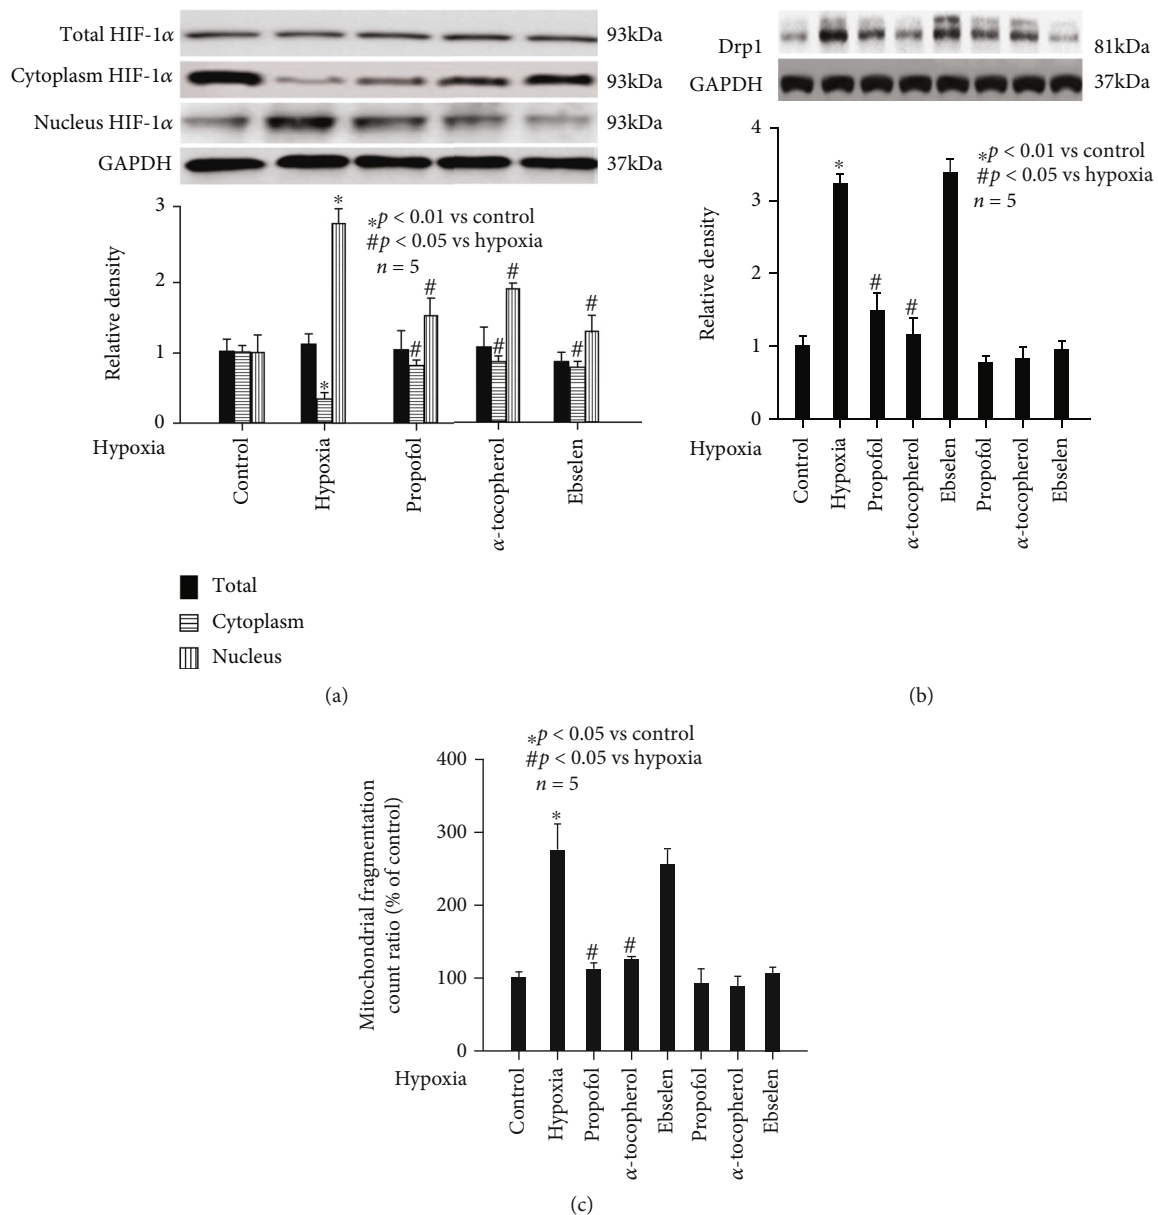 Total HIF-1α 93kDa
Cytoplasm HIF-1α 93kDa
Nucleus HIF-1α 93kDa
GAPDH 37kDa
3
2
1
0
Relative density
*p < 0.01 vs control
#p < 0.05 vs hypoxia
n = 5
*
*
#
#
#
#
#
#
Hypoxia
Control
Hypoxia
Propofol
α-tocopherol
Ebselen
Total
Cytoplasm
Nucleus
(a)
Drp1 81kDa
GAPDH 37kDa
4
3
2
1
0
Relative density
*p < 0.01 vs control
#p < 0.05 vs hypoxia
n = 5
*
#
#
Hypoxia
Control
Hypoxia
Propofol
α-tocopherol
Ebselen
Propofol
α-tocopherol
Ebselen
(b)
*p < 0.05 vs control
#p < 0.05 vs hypoxia
n = 5
400
300
200
100
0
Mitochondrial fragmentation
count ratio (% of control)
*
#
#
Hypoxia
Control
Hypoxia
Propofol
α-tocopherol
Ebselen
Propofol
α-tocopherol
Ebselen
(c)